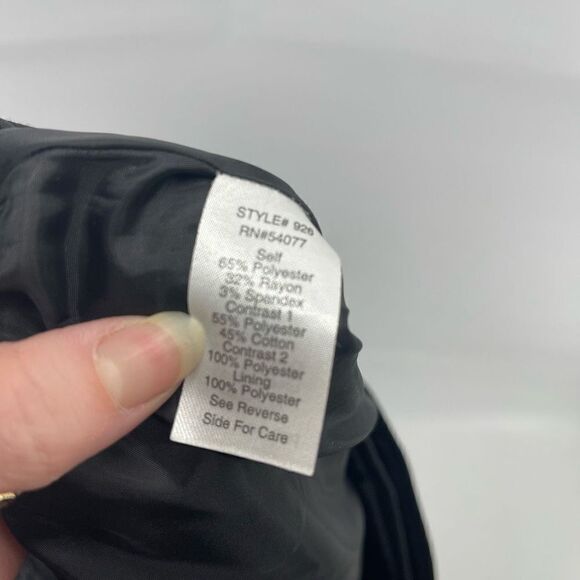 STYLE# 926
RN#54077
Self
65% Polyester
32% Rayon
3% Spandex
Contrast 1
55% Polyester
45% Cotton
Contrast 2
100% Polyester
Lining
100% Polyester
See Reverse
Side For Care